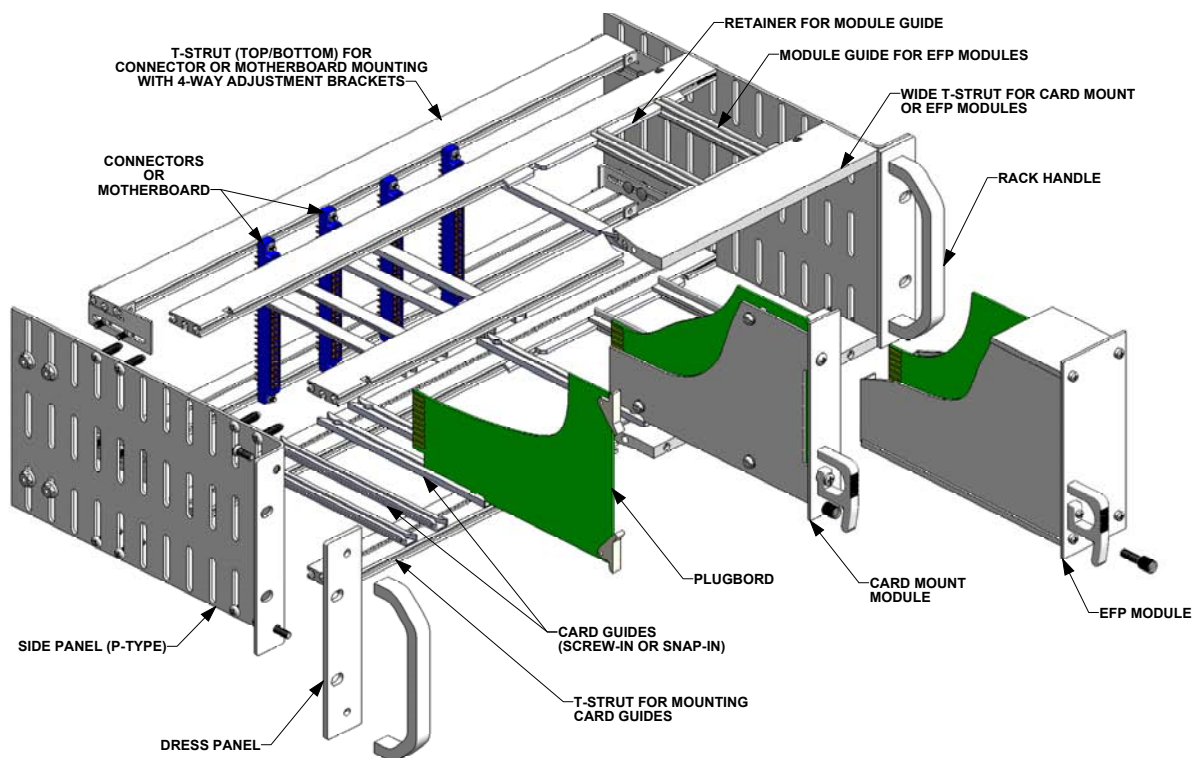 RETAINER FOR MODULE GUIDE
T-STRUT (TOP/BOTTOM) FOR
CONNECTOR OR MOTHERBOARD MOUNTING
WITH 4-WAY ADJUSTMENT BRACKETS
MODULE GUIDE FOR EFP MODULES
WIDE T-STRUT FOR CARD MOUNT
OR EFP MODULES
CONNECTORS
OR
MOTHERBOARD
RACK HANDLE
PLUGBORD
CARD MOUNT
MODULE
EFP MODULE
SIDE PANEL (P-TYPE)
CARD GUIDES
(SCREW-IN OR SNAP-IN)
T-STRUT FOR MOUNTING
CARD GUIDES
DRESS PANEL